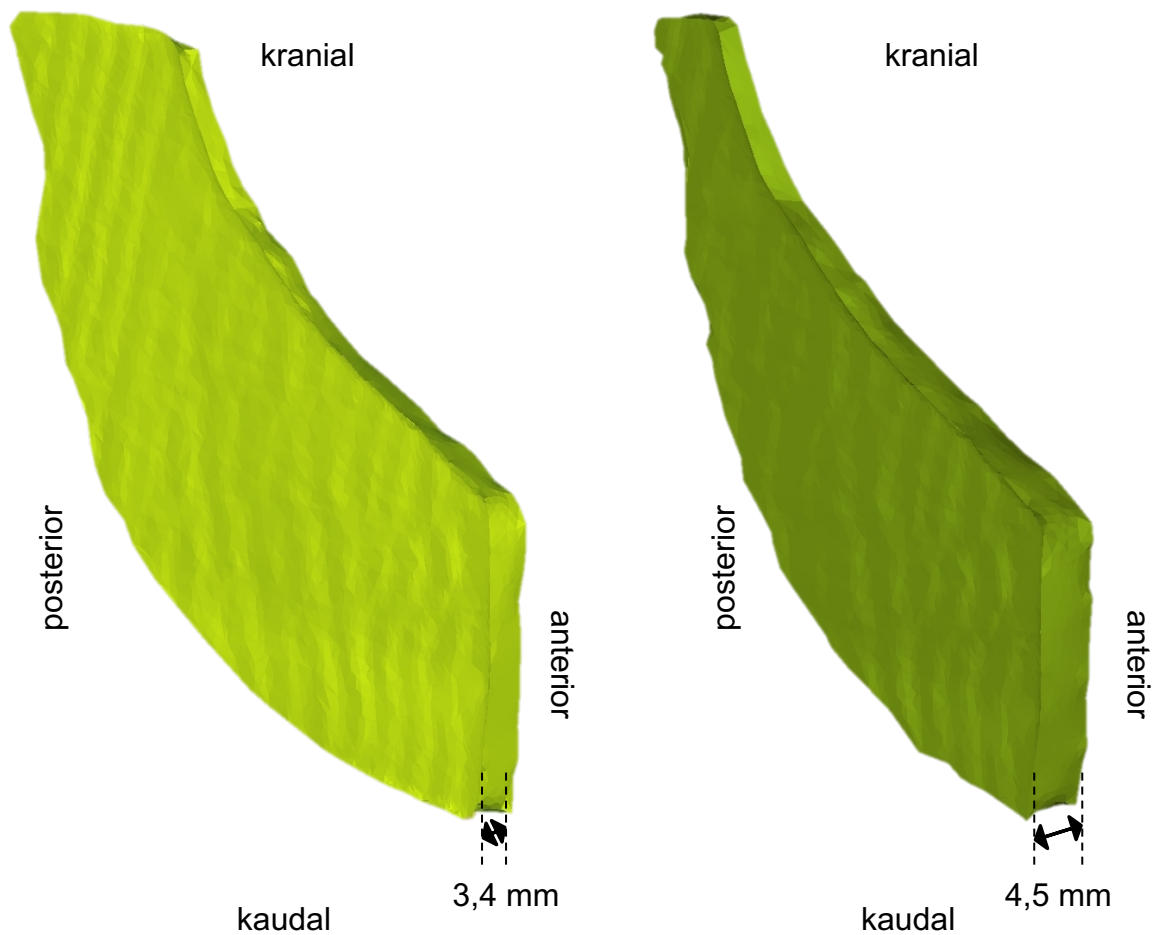 kranial
kranial
posterior
anterior
posterior
anterior
3,4 mm
4,5 mm
kaudal
kaudal